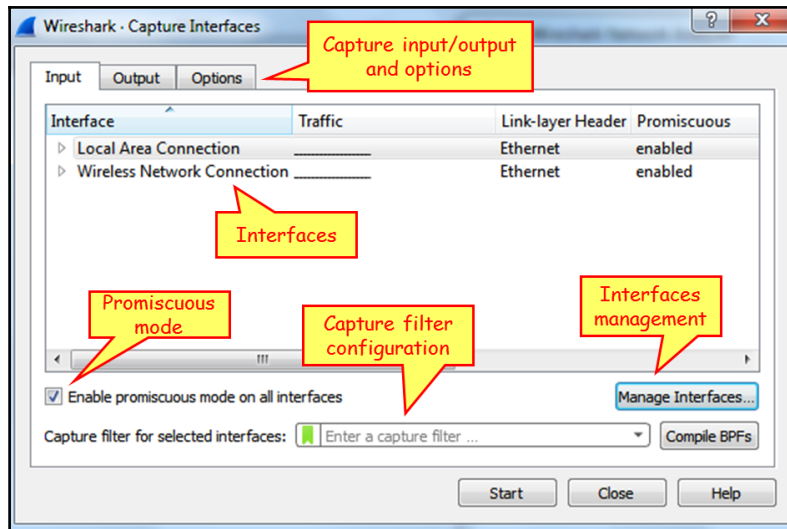 Wireshark · Capture Interfaces
Capture input/output
and options
Input Output Options
Interface Traffic Link-layer Header Promiscuous
Local Area Connection Ethernet enabled
Wireless Network Connection Ethernet enabled
Interfaces
Promiscuous
mode
Capture filter
configuration
Interfaces
management
Enable promiscuous mode on all interfaces
Manage Interfaces...
Capture filter for selected interfaces: Enter a capture filter ... Compile BPFs
Start Close Help